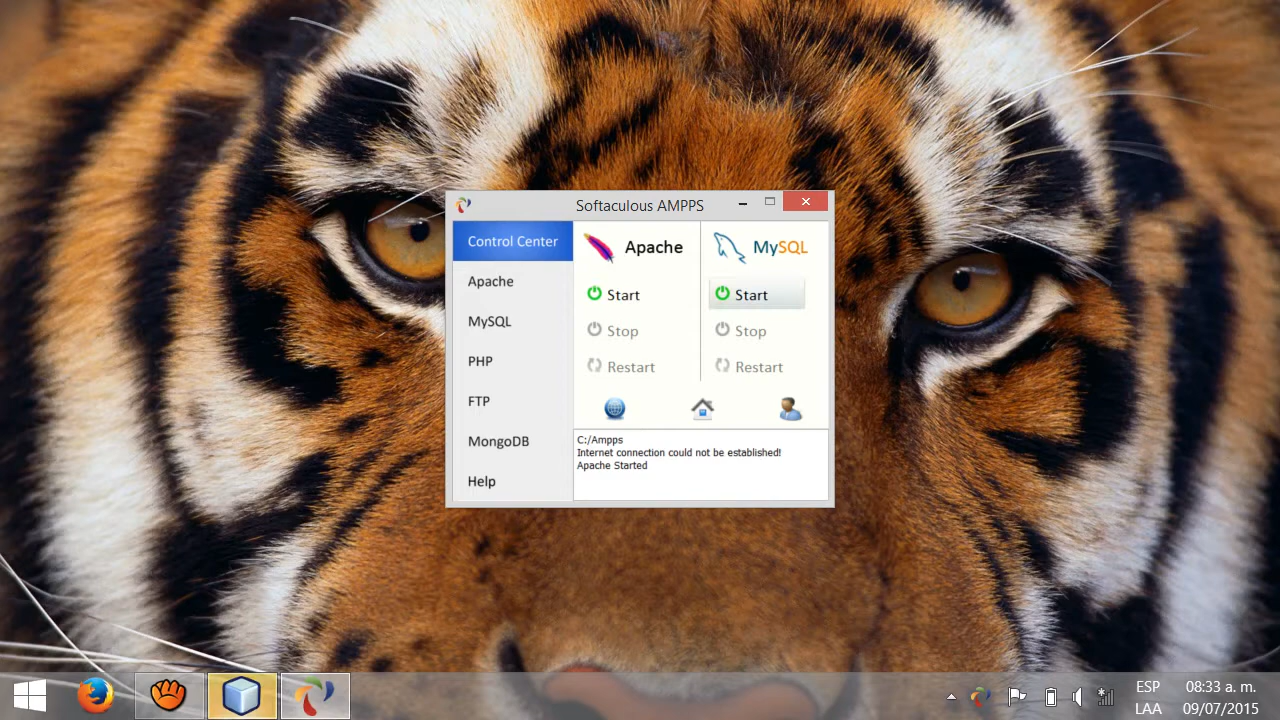 Softaculous AMPPS
Control Center
Apache
MySQL
PHP
FTP
MongoDB
Help
Apache
Start
Stop
Restart
MySQL
Start
Stop
Restart
C:/Ampps
Internet connection could not be established!
Apache Started
ESP
LAA
08:33 a. m.
09/07/2015